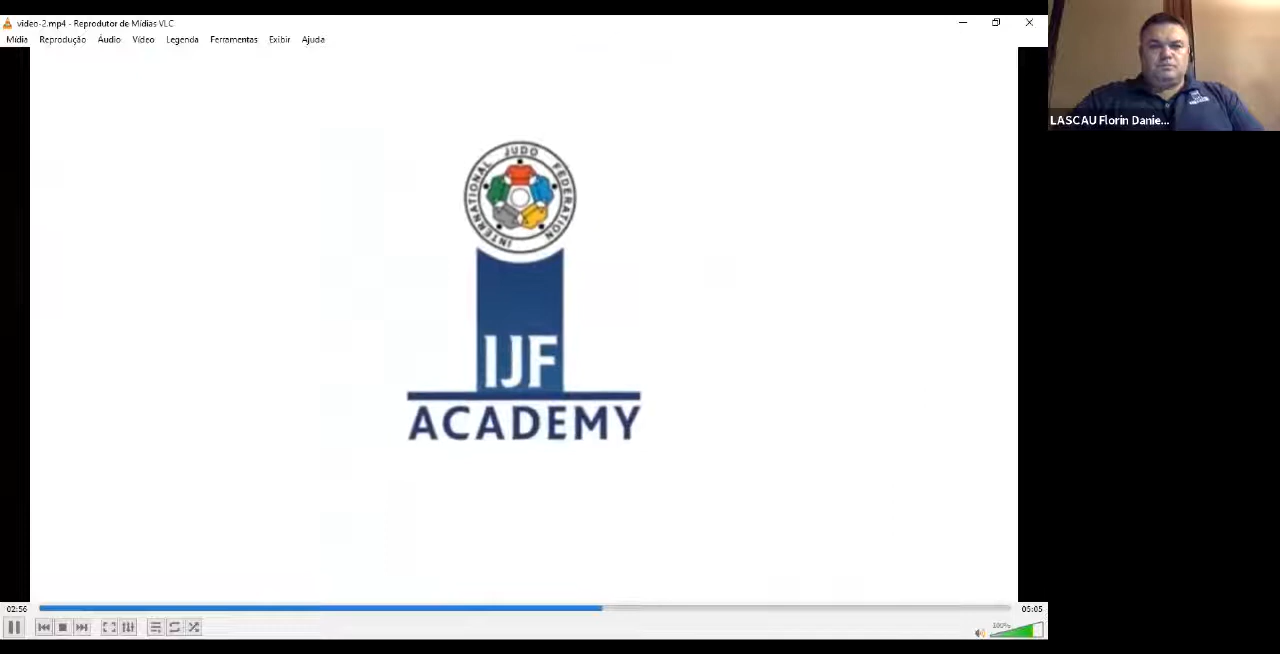 video-2.mp4 - Reprodutor de Mídias VLC
Mídia Reprodução Áudio Vídeo Legenda Ferramentas Exibir Ajuda
LASCAU Florin Danie...
INTERNATIONAL JUDO FEDERATION
IJF
ACADEMY
02:56
05:05
100%